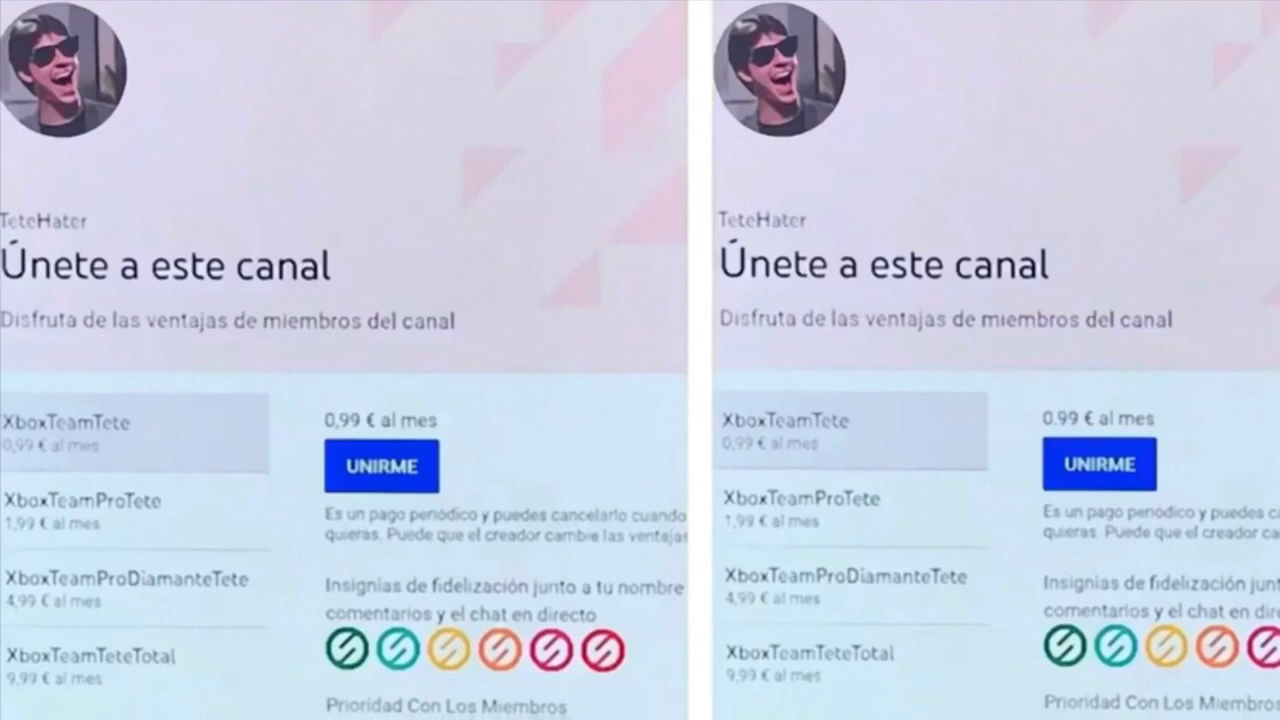 TeteHater
Únete a este canal
Disfruta de las ventajas de miembros del canal
XboxTeamTete
0,99 € al mes
XboxTeamProTete
1,99 € al mes
XboxTeamProDiamanteTete
4,99 € al mes
XboxTeamTeteTotal
9,99 € al mes
0,99 € al mes
UNIRME
Es un pago periódico y puedes cancelarlo cuando
quieras. Puede que el creador cambie las ventajas
Insignias de fidelización junto a tu nombre
comentarios y el chat en directo
Prioridad Con Los Miembros
TeteHater
Únete a este canal
Disfruta de las ventajas de miembros del canal
XboxTeamTete
0,99 € al mes
XboxTeamProTete
1,99 € al mes
XboxTeamProDiamanteTete
4,99 € al mes
XboxTeamTeteTotal
9,99 € al mes
0.99 € al mes
UNIRME
Es un pago periódico y puedes
quieras. Puede que el creador
Insignias de fidelización
comentarios y el chat en
Prioridad Con Los Miembros